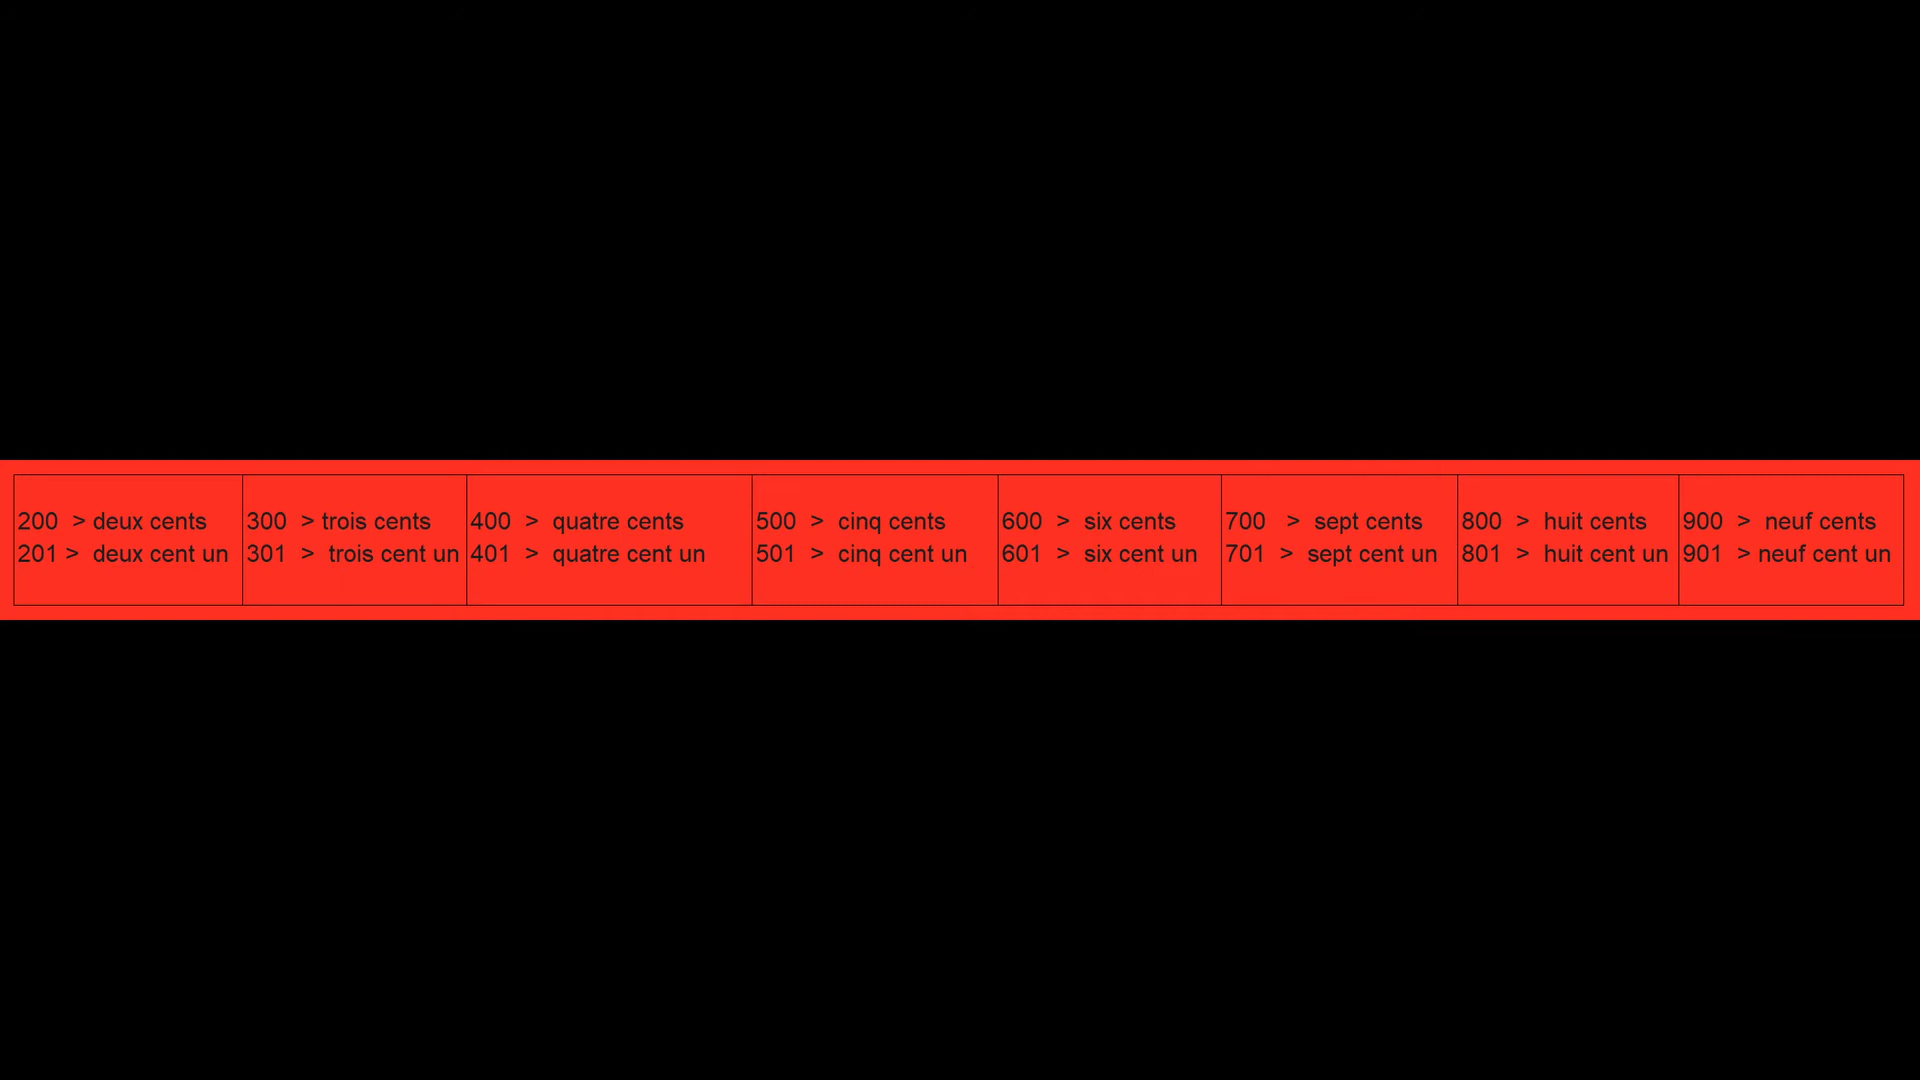 200 > deux cents
201 > deux cent un
300 > trois cents
301 > trois cent un
400 > quatre cents
401 > quatre cent un
500 > cinq cents
501 > cinq cent un
600 > six cents
601 > six cent un
700 > sept cents
701 > sept cent un
800 > huit cents
801 > huit cent un
900 > neuf cents
901 > neuf cent un